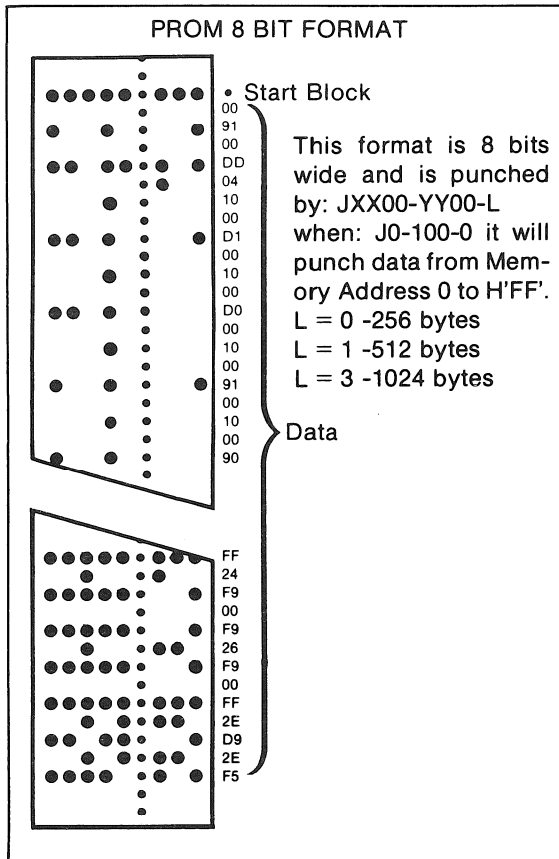 PROM 8 BIT FORMAT
Start Block
00
91
00
DD
04
10
00
D1
00
10
00
D0
00
10
00
91
00
10
00
90
Data
This format is 8 bits
wide and is punched
by: JXX00-YY00-L
when: J0-100-0 it will
punch data from Mem-
ory Address 0 to H'FF'.
L = 0 -256 bytes
L = 1 -512 bytes
L = 3 -1024 bytes
FF
24
F9
00
F9
26
F9
00
FF
2E
D9
2E
F5